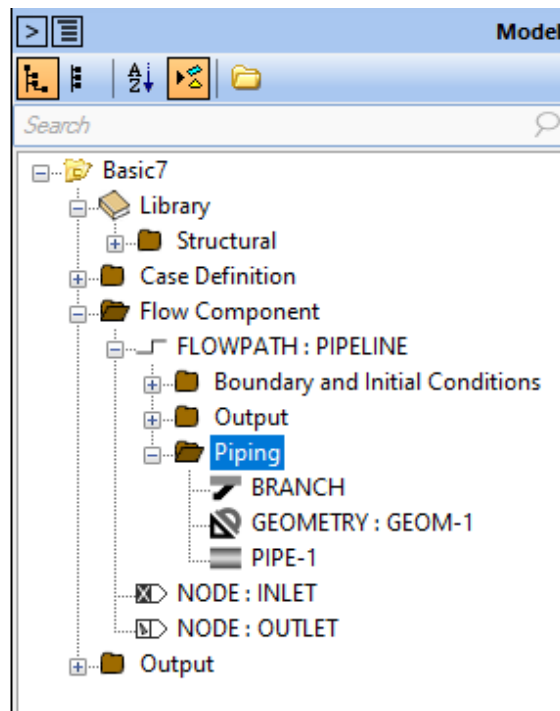 Model
Search
Basic7
Library
Structural
Case Definition
Flow Component
FLOWPATH : PIPELINE
Boundary and Initial Conditions
Output
Piping
BRANCH
GEOMETRY : GEOM-1
PIPE-1
NODE : INLET
NODE : OUTLET
Output